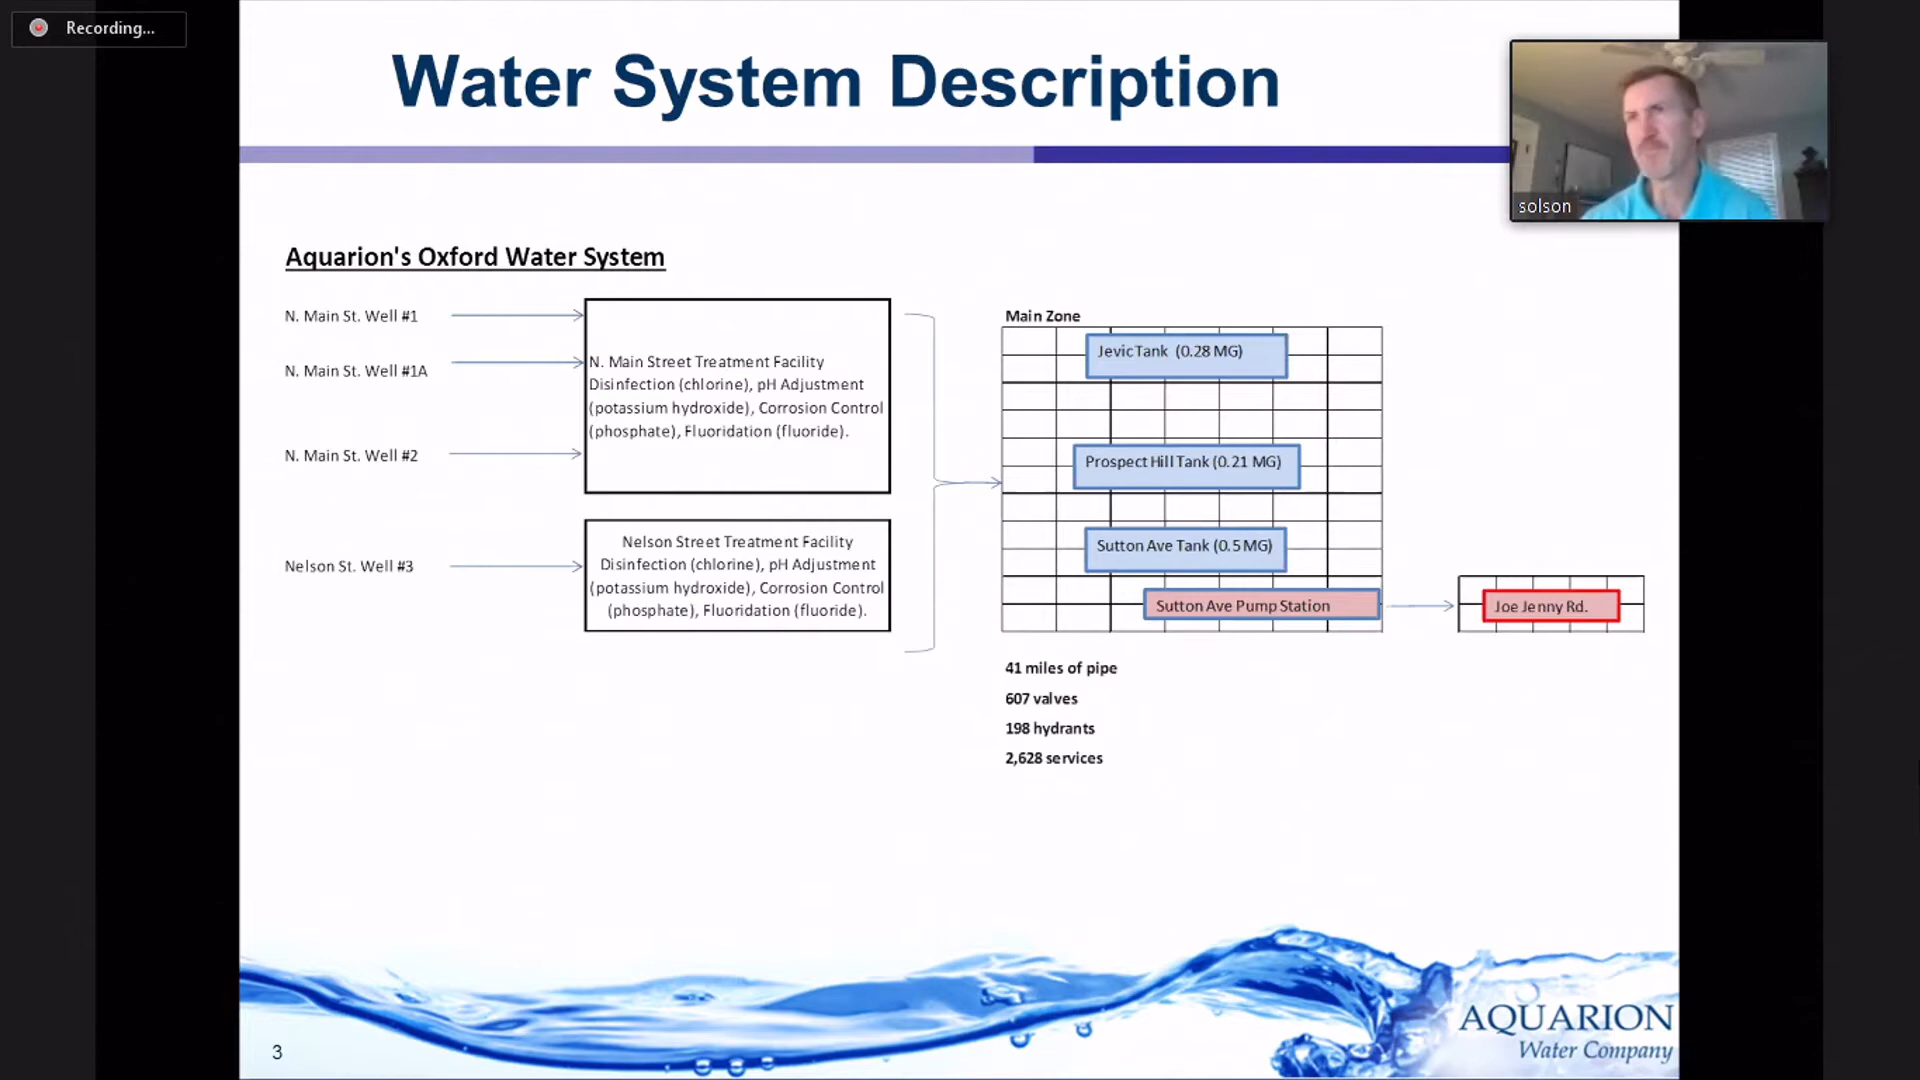 Recording...
Water System Description
solson
Aquarion's Oxford Water System
N. Main St. Well #1
N. Main St. Well #1A
N. Main St. Well #2
Nelson St. Well #3
N. Main Street Treatment Facility
Disinfection (chlorine), pH Adjustment
(potassium hydroxide), Corrosion Control
(phosphate), Fluoridation (fluoride).
Nelson Street Treatment Facility
Disinfection (chlorine), pH Adjustment
(potassium hydroxide), Corrosion Control
(phosphate), Fluoridation (fluoride).
Main Zone
Jevic Tank (0.28 MG)
Prospect Hill Tank (0.21 MG)
Sutton Ave Tank (0.5 MG)
Sutton Ave Pump Station
Joe Jenny Rd.
41 miles of pipe
607 valves
198 hydrants
2,628 services
3
AQUARION
Water Company